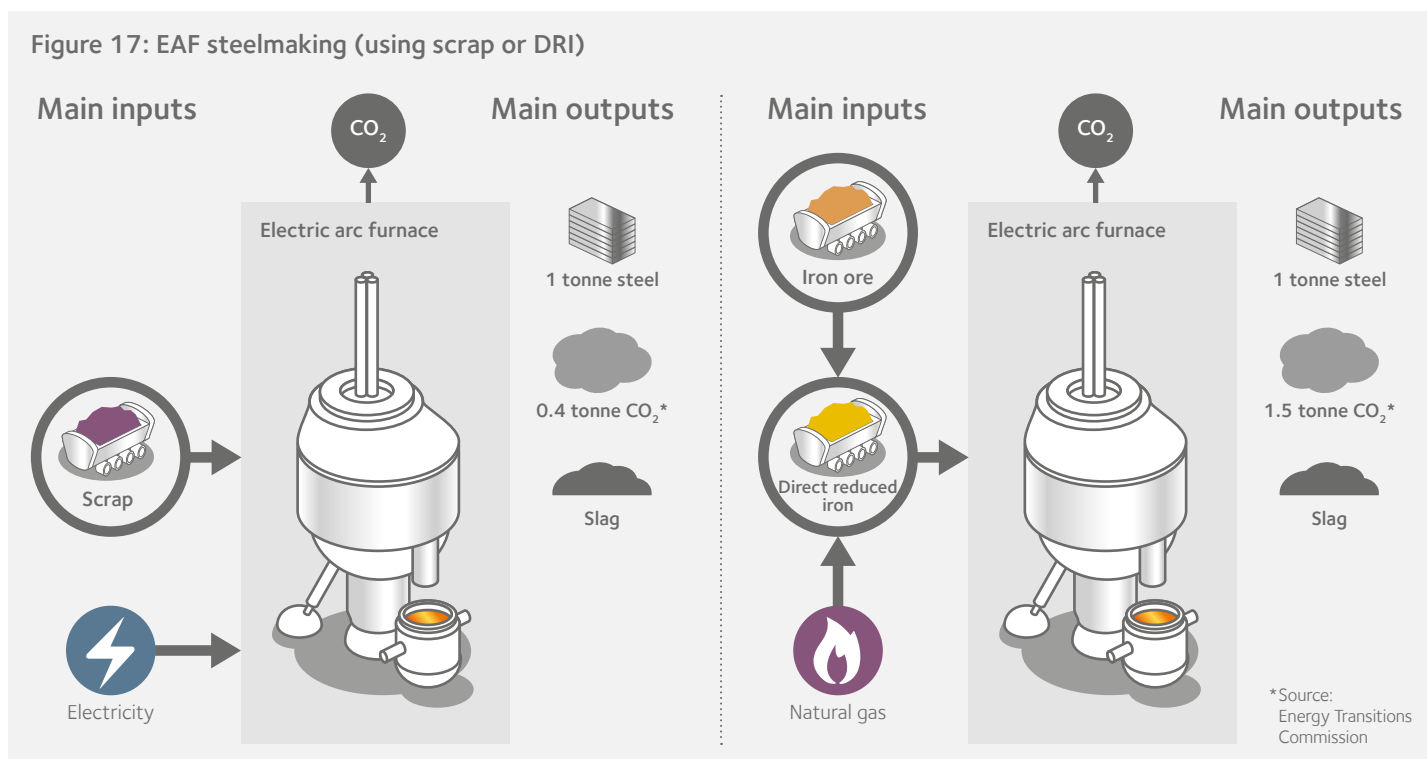 Figure 17: EAF steelmaking (using scrap or DRI)
Main inputs
CO₂
Main outputs
Electric arc furnace
1 tonne steel
0.4 tonne CO₂*
Scrap
Slag
Electricity
Main inputs
CO₂
Main outputs
Electric arc furnace
Iron ore
1 tonne steel
1.5 tonne CO₂*
Direct reduced
iron
Slag
Natural gas
*Source:
Energy Transitions
Commission